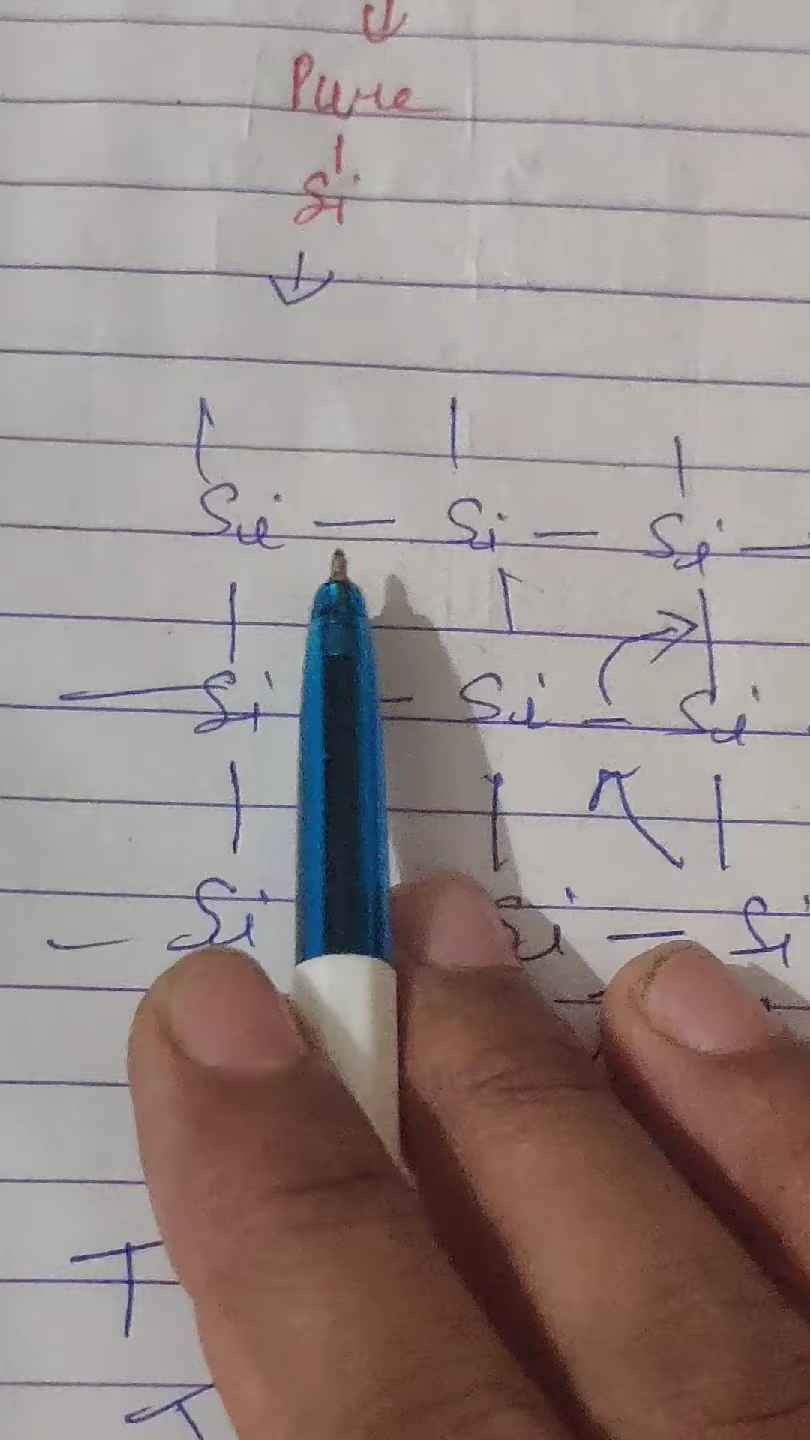 Pure
Si
Si — Si — Si —
— Si — Si — Si
— Si Si — Si
T